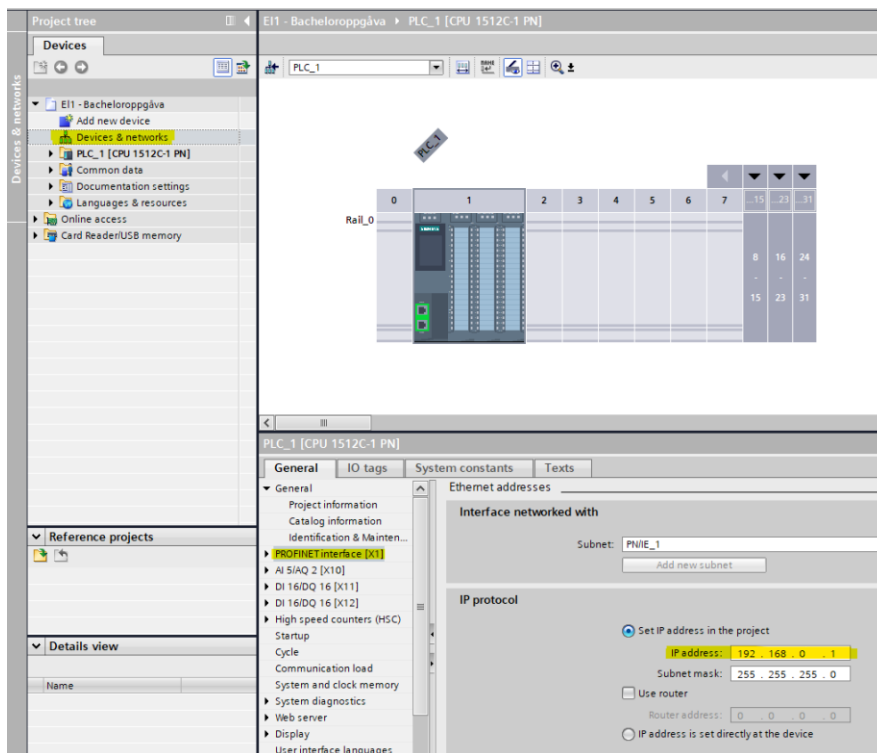 Project tree
Devices
Devices & networks
El1 - Bacheloroppgåva
Add new device
Devices & networks
PLC_1 [CPU 1512C-1 PN]
Common data
Documentation settings
Languages & resources
Online access
Card Reader/USB memory
Reference projects
Details view
Name
El1 - Bacheloroppgåva PLC_1 [CPU 1512C-1 PN]
PLC_1
PLC_1
0 1 2 3 4 5 6 7 ...15 ...23 ...31
Rail_0
8 16 24
- - -
15 23 31
PLC_1 [CPU 1512C-1 PN]
General IO tags System constants Texts
General
Project information
Catalog information
Identification & Mainten...
PROFINET interface [X1]
AI 5/AQ 2 [X10]
DI 16/DQ 16 [X11]
DI 16/DQ 16 [X12]
High speed counters (HSC)
Startup
Cycle
Communication load
System and clock memory
System diagnostics
Web server
Display
User interface languages
Ethernet addresses
Interface networked with
Subnet: PN/IE_1
Add new subnet
IP protocol
Set IP address in the project
IP address: 192 . 168 . 0 . 1
Subnet mask: 255 . 255 . 255 . 0
Use router
Router address: 0 . 0 . 0 . 0
IP address is set directly at the device